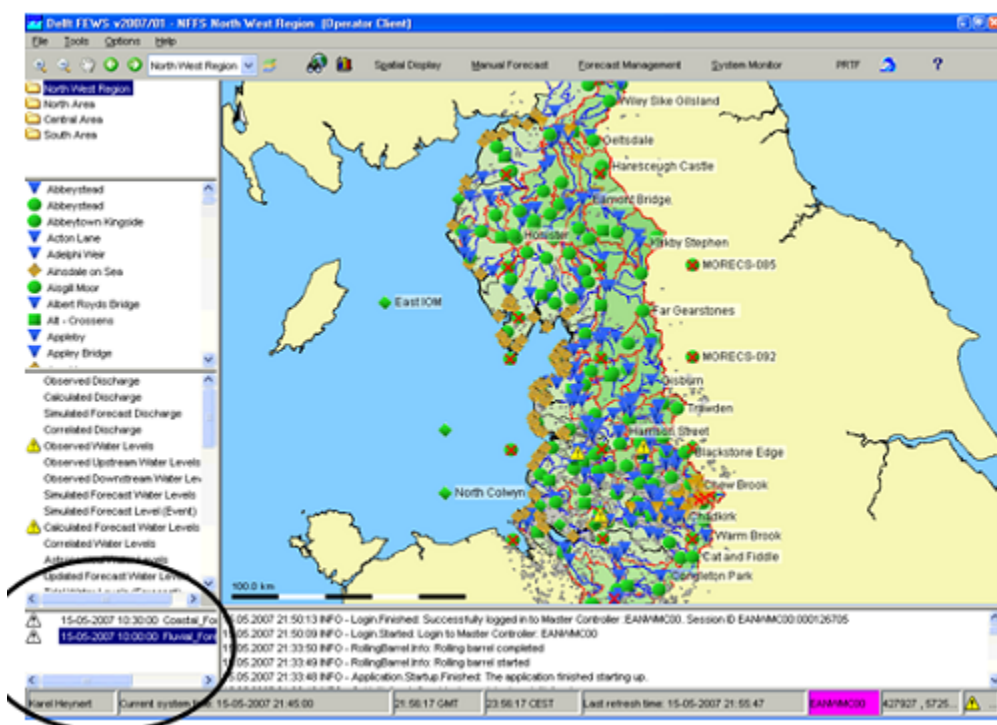 Delft FEWS v2007/01 - NFFS North West Region (Operator Client)
File Tools Options Help
North West Region Spatial Display Manual Forecast Forecast Management System Monitor PRTF ?
North West Region
North Area
Central Area
South Area
Abbeystead
Abbeystead
Abbeytown Kingside
Acton Lane
Adelphi Weir
Ainsdale on Sea
Aisgill Moor
Albert Royds Bridge
Alt - Crossens
Appleby
Appley Bridge
Observed Discharge
Calculated Discharge
Simulated Forecast Discharge
Correlated Discharge
Observed Water Levels
Observed Upstream Water Levels
Observed Downstream Water Lev
Simulated Forecast Water Levels
Simulated Forecast Level (Event)
Calculated Forecast Water Levels
Correlated Water Levels
Updated Forecast Water Leve
Wiley Sike Gilsland
Geltsdale
Haresceugh Castle
Eamont Bridge
Honister
Kirkby Stephen
MORECS-085
East IOM
Far Gearstones
MORECS-092
Gisburn
Trawden
Harrison Street
Blackstone Edge
Chew Brook
North Colwyn
Chadkirk
Warm Brook
Cat and Fiddle
Congleton Park
100.0 km
15-05-2007 10:30:00 Coastal_Fo
15-05-2007 10:00:00 Fluvial_Fore
05.2007 21:50:13 INFO - Login.Finished: Successfully logged in to Master Controller :EANWMC00. Session ID EANWMC00:000126705
05.2007 21:50:09 INFO - Login.Started: Login to Master Controller: EANWMC00
05.2007 21:33:50 INFO - RollingBarrel.Info: Rolling barrel completed
05.2007 21:33:49 INFO - RollingBarrel.Info: Rolling barrel started
05.2007 21:33:48 INFO - Application.Startup.Finished: The application finished starting up.
Karel Heynert Current system time: 15-05-2007 21:45:00 21:56:17 GMT 23:56:17 CEST Last refresh time: 15-05-2007 21:55:47 EANWMC00 427927 , 5725...